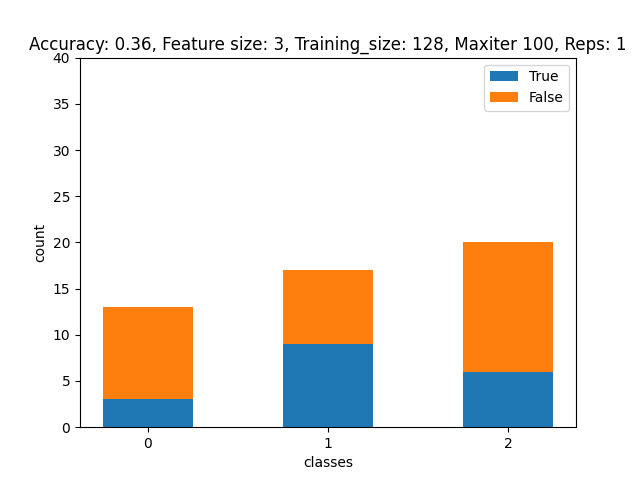 Accuracy: 0.36, Feature size: 3, Training_size: 128, Maxiter 100, Reps: 1
True
False
40
35
30
25
20
15
10
5
0
count
0 1 2
classes